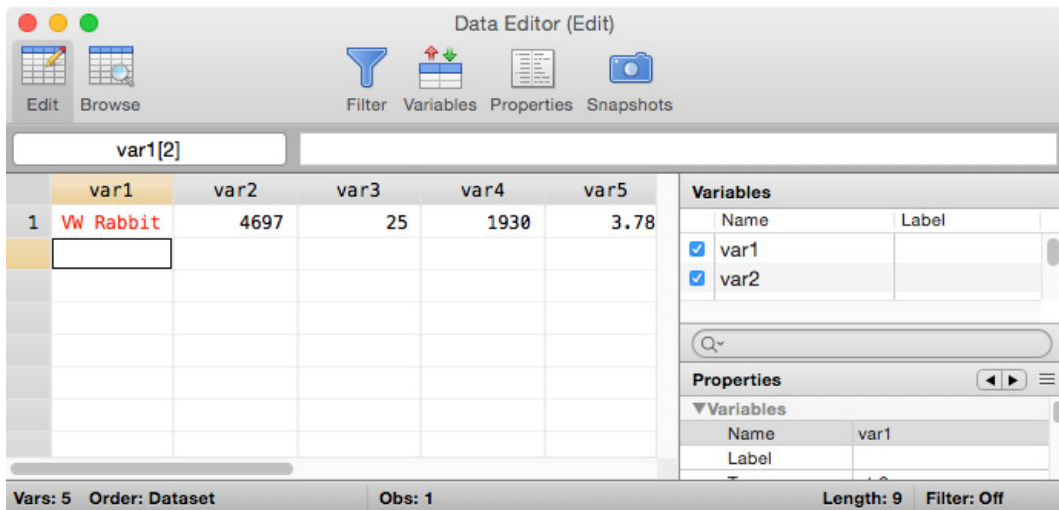 Data Editor (Edit)
Edit Browse Filter Variables Properties Snapshots
var1[2]
var1 var2 var3 var4 var5
1 VW Rabbit 4697 25 1930 3.78
Variables
Name Label
var1
var2
Properties
▼Variables
Name var1
Label
Vars: 5 Order: Dataset Obs: 1 Length: 9 Filter: Off